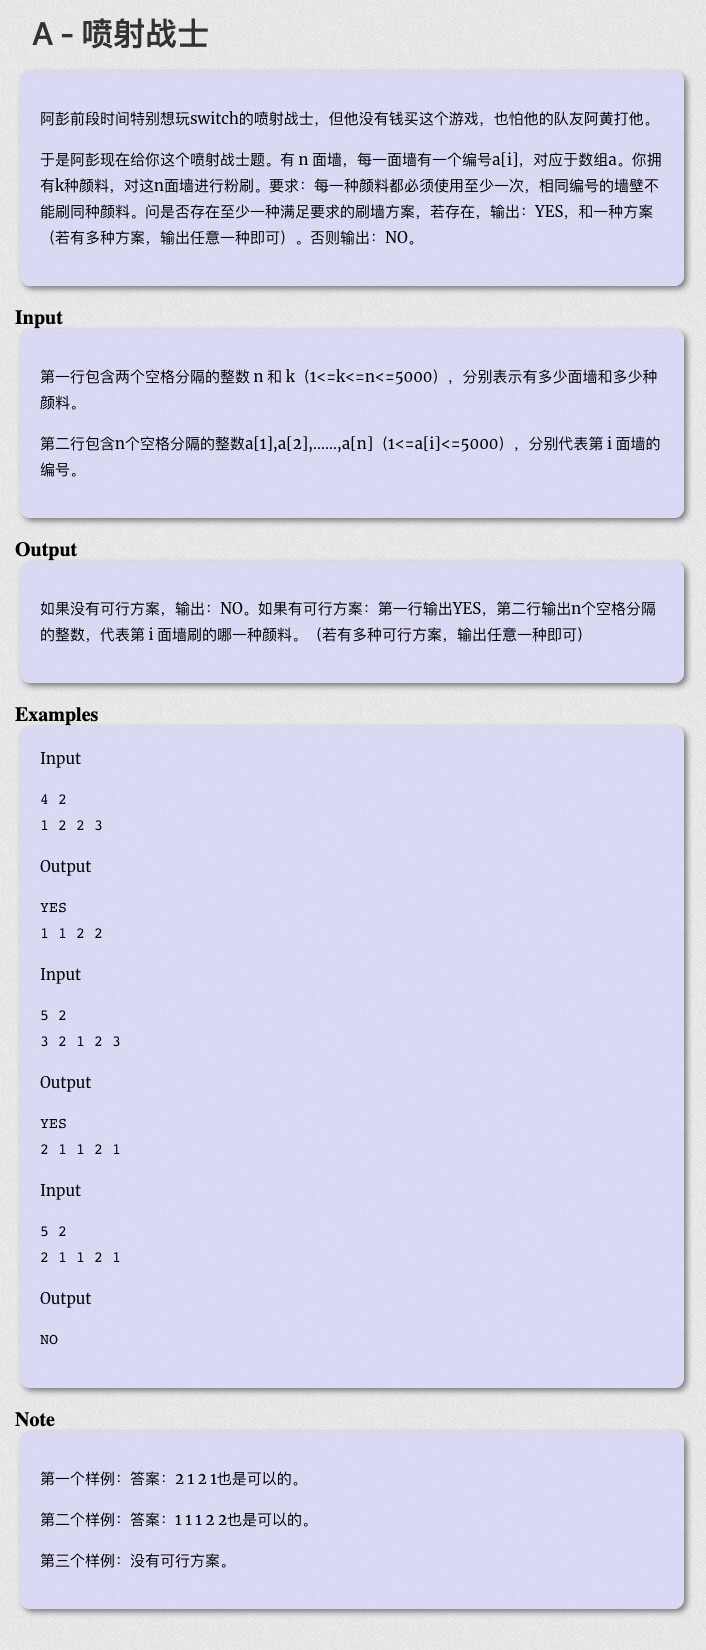 A - 喷射战士
阿彭前段时间特别想玩switch的喷射战士，但他没有钱买这个游戏，也怕他的队友阿黄打他。
于是阿彭现在给你这个喷射战士题。有 n 面墙，每一面墙有一个编号a[i]，对应于数组a。你拥
有k种颜料，对这n面墙进行粉刷。要求：每一种颜料都必须使用至少一次，相同编号的墙壁不
能刷同种颜料。问是否存在至少一种满足要求的刷墙方案，若存在，输出：YES，和一种方案
（若有多种方案，输出任意一种即可）。否则输出：NO。
Input
第一行包含两个空格分隔的整数 n 和 k（1<=k<=n<=5000），分别表示有多少面墙和多少种
颜料。
第二行包含n个空格分隔的整数a[1],a[2],......,a[n]（1<=a[i]<=5000），分别代表第 i 面墙的
编号。
Output
如果没有可行方案，输出：NO。如果有可行方案：第一行输出YES，第二行输出n个空格分隔
的整数，代表第 i 面墙刷的哪一种颜料。（若有多种可行方案，输出任意一种即可）
Examples
Input
4 2
1 2 2 3
Output
YES
1 1 2 2
Input
5 2
3 2 1 2 3
Output
YES
2 1 1 2 1
Input
5 2
2 1 1 2 1
Output
NO
Note
第一个样例：答案：2 1 2 1也是可以的。
第二个样例：答案：1 1 1 2 2也是可以的。
第三个样例：没有可行方案。